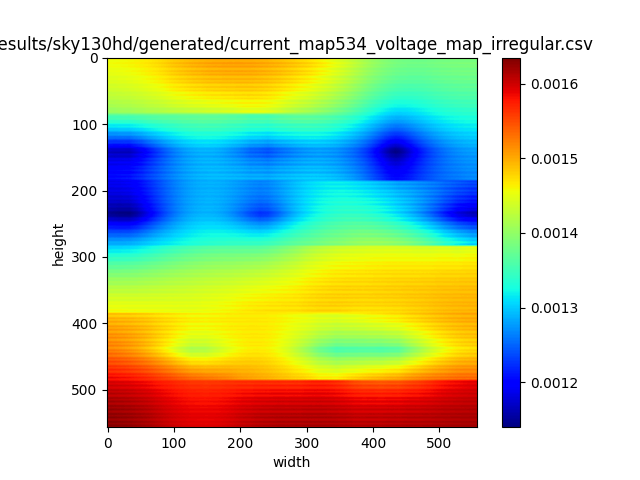 esults/sky130hd/generated/current_map534_voltage_map_irregular.csv
0
100
200
300
400
500
height
0 100 200 300 400 500
width
0.0016
0.0015
0.0014
0.0013
0.0012